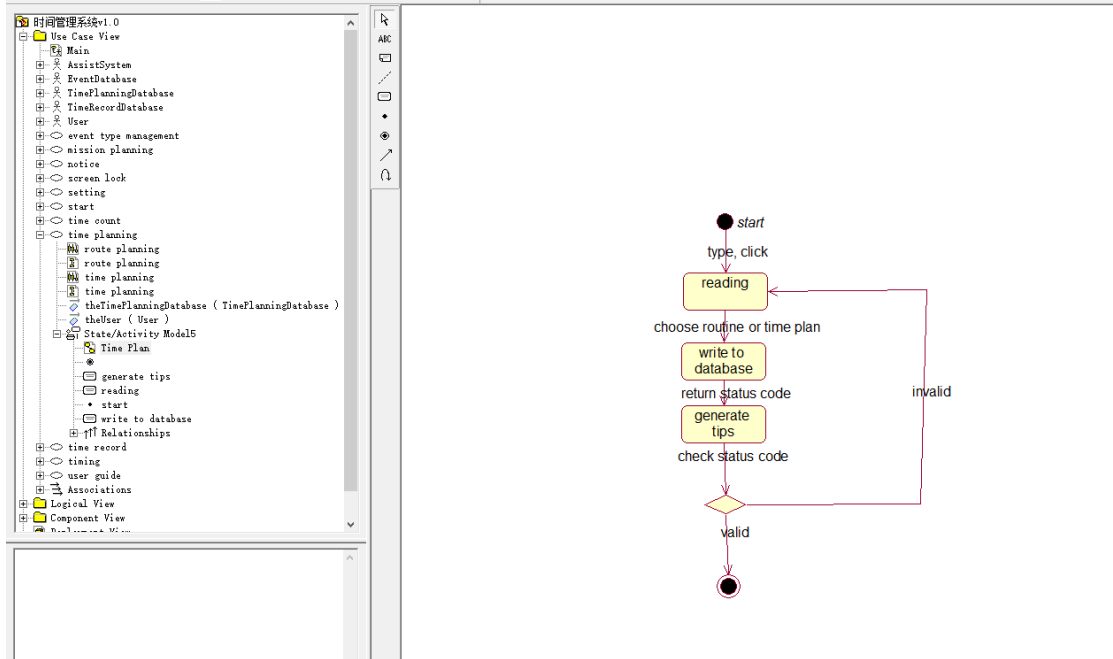 时间管理系统v1.0
Use Case View
Main
AssistSystem
EventDatabase
TimePlanningDatabase
TimeRecordDatabase
User
event type management
mission planning
notice
screen lock
setting
start
time count
time planning
route planning
route planning
time planning
time planning
theTimePlanningDatabase ( TimePlanningDatabase )
theUser ( User )
State/Activity Model5
Time Plan
generate tips
reading
start
write to database
Relationships
time record
timing
user guide
Associations
Logical View
Component View
ABC
start
type, click
reading
choose routine or time plan
write to
database
return status code
generate
tips
check status code
invalid
valid